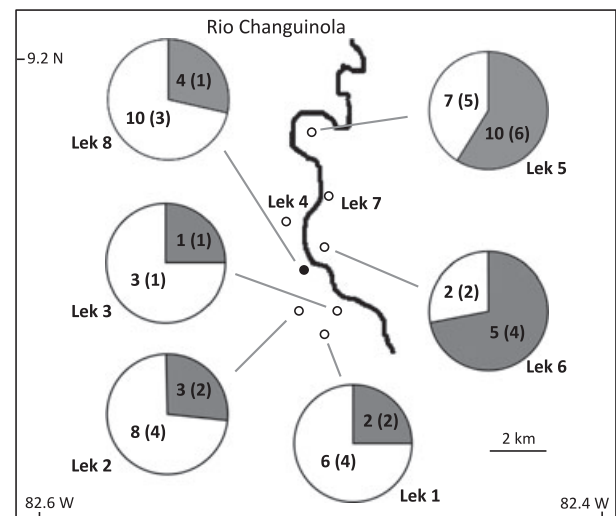 Rio Changuinola
9.2 N
4 (1)
10 (3)
Lek 8
7 (5)
10 (6)
Lek 5
Lek 4
Lek 7
1 (1)
3 (1)
Lek 3
2 (2)
5 (4)
Lek 6
3 (2)
8 (4)
Lek 2
2 (2)
6 (4)
Lek 1
2 km
82.6 W
82.4 W